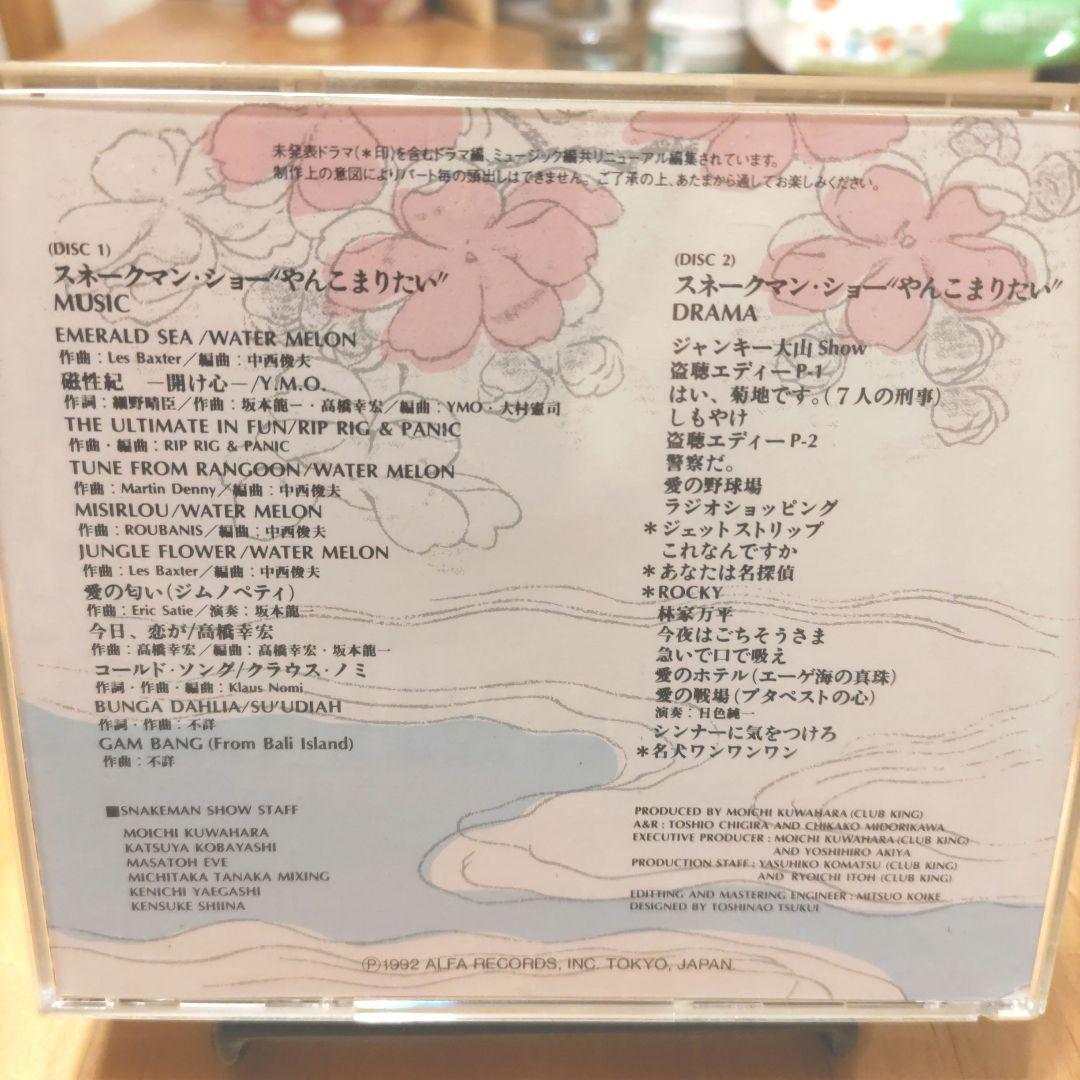 未発表ドラマ(＊印)を含むドラマ編、ミュージック編共リニューアル編集されています。
制作上の意図によりパート毎の頭出しはできません。ご了承の上、あたまから通してお楽しみください。
(DISC 1)
スネークマン・ショー“やんこまりたい”
MUSIC
EMERALD SEA /WATER MELON
作曲：Les Baxter／編曲：中西俊夫
磁性紀 ―開け心―/Y.M.O.
作詞：細野晴臣／作曲：坂本龍一・高橋幸宏／編曲：YMO・大村憲司
THE ULTIMATE IN FUN/RIP RIG & PANIC
作曲・編曲：RIP RIG & PANIC
TUNE FROM RANGOON/WATER MELON
作曲：Martin Denny／編曲：中西俊夫
MISIRLOU/WATER MELON
作曲：ROUBANIS／編曲：中西俊夫
JUNGLE FLOWER/WATER MELON
作曲：Les Baxter／編曲：中西俊夫
愛の匂い(ジムノペティ)
作曲：Eric Satie／演奏：坂本龍一
今日、恋が/高橋幸宏
作曲：高橋幸宏／編曲：高橋幸宏・坂本龍一
コールド・ソング/クラウス・ノミ
作詞・作曲・編曲：Klaus Nomi
BUNGA DAHLIA/SU'UDIAH
作詞・作曲：不詳
GAM BANG (From Bali Island)
作曲：不詳
■SNAKEMAN SHOW STAFF
MOICHI KUWAHARA
KATSUYA KOBAYASHI
MASATOH EVE
MICHITAKA TANAKA MIXING
KENICHI YAEGASHI
KENSUKE SHIINA
(DISC 2)
スネークマン・ショー“やんこまりたい”
DRAMA
ジャンキー大山Show
盗聴エディーP-1
はい、菊地です。(７人の刑事)
しもやけ
盗聴エディーP-2
警察だ。
愛の野球場
ラジオショッピング
＊ジェットストリップ
これなんですか
＊あなたは名探偵
＊ROCKY
林家万平
今夜はごちそうさま
急いで口で吸え
愛のホテル(エーゲ海の真珠)
愛の戦場(ブタペストの心)
演奏：日色純一
シンナーに気をつけろ
＊名犬ワンワンワン
PRODUCED BY MOICHI KUWAHARA (CLUB KING)
A&R : TOSHIO CHIGIRA AND CHIKAKO MIDORIKAWA
EXECUTIVE PRODUCER : MOICHI KUWAHARA (CLUB KING)
AND YOSHIHIRO AKIYA
PRODUCTION STAFF : YASUHIKO KOMATSU (CLUB KING)
AND RYOICHI ITOH (CLUB KING)
EDITTING AND MASTERING ENGINEER : MITSUO KOIKE
DESIGNED BY TOSHINAO TSUKUI
Ⓟ1992 ALFA RECORDS, INC. TOKYO, JAPAN.